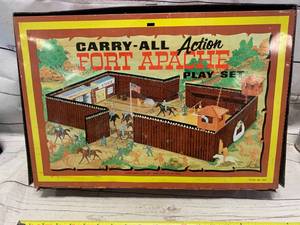 CARRY-ALL Action
FORT APACHE
PLAY SET